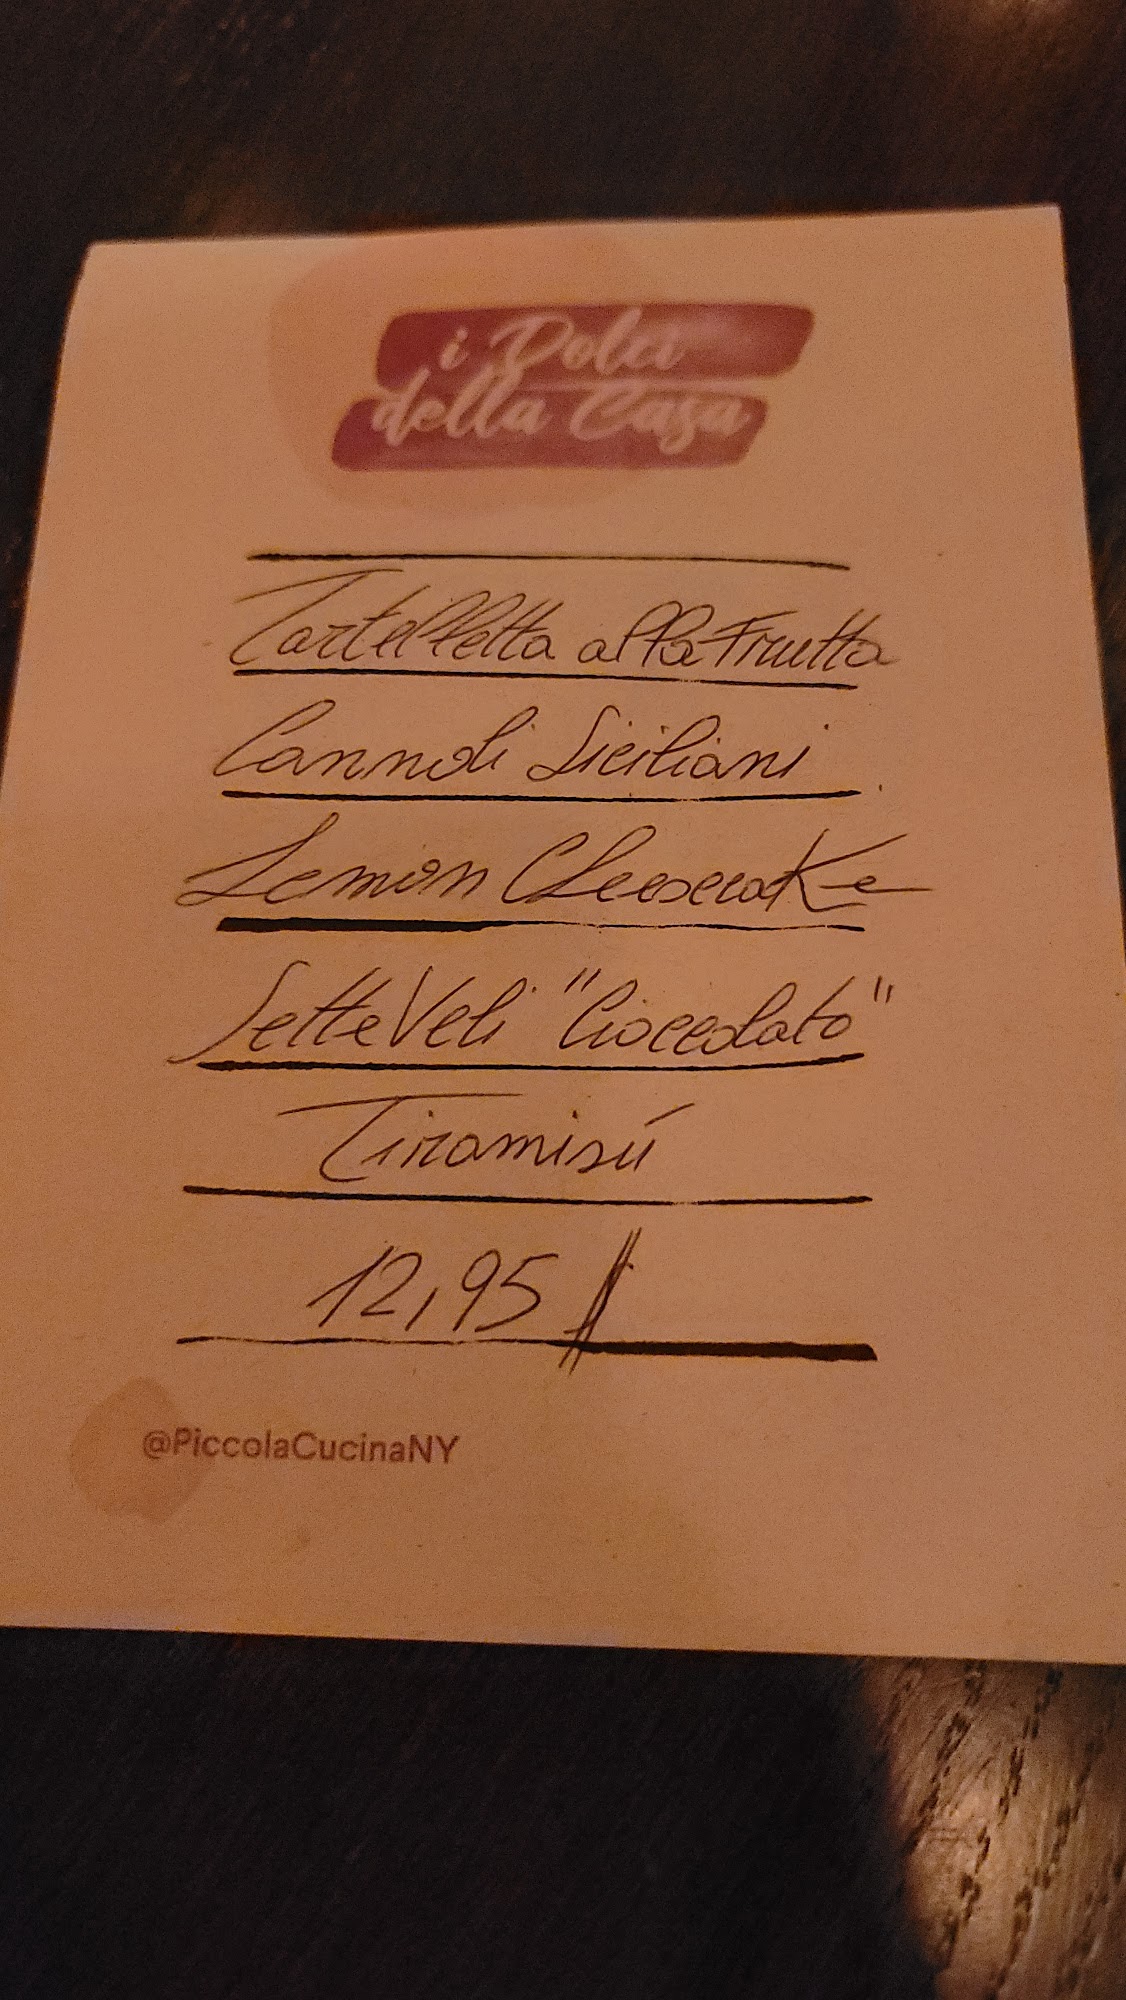 i Dolci
della Casa
Tartelletta alla Frutta
Cannoli Siciliani
Lemon Cheesecake
Sette Veli "Cioccolato"
Tiramisú
12,95 $
@PiccolaCucinaNY